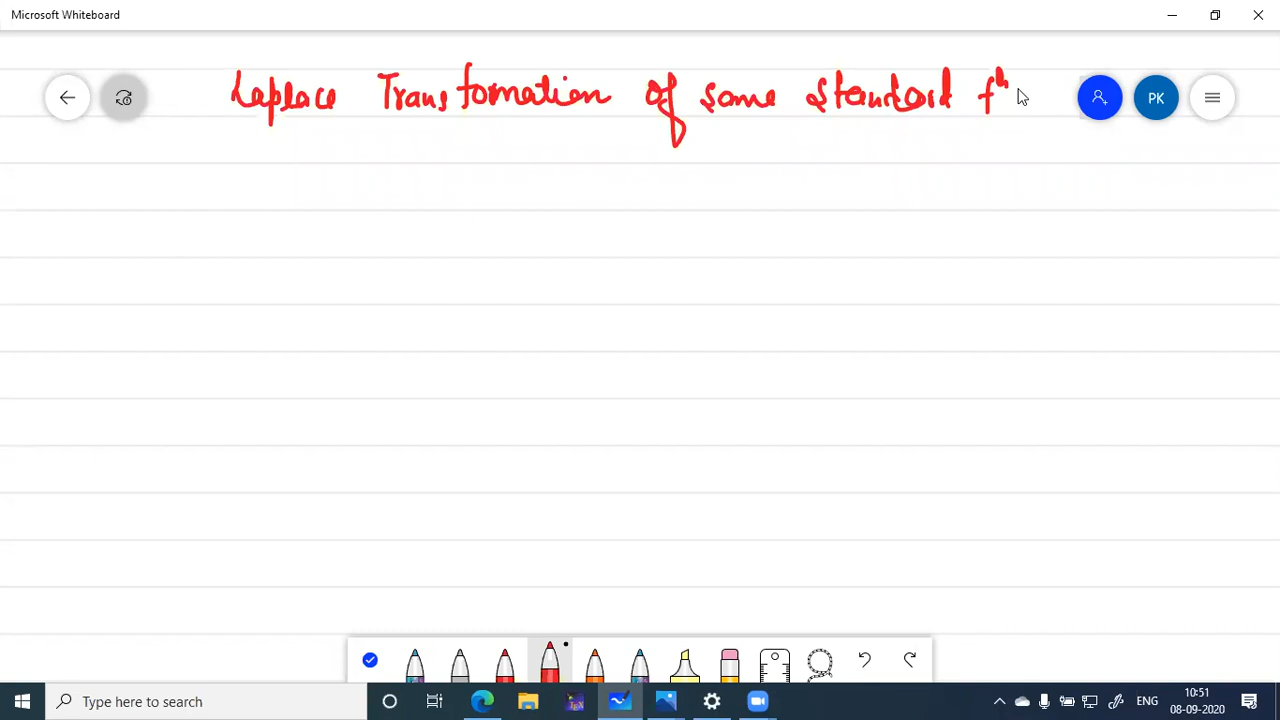 Microsoft Whiteboard
Laplace Transformation of some standard fⁿ
PK
Type here to search
ENG
10:51
08-09-2020